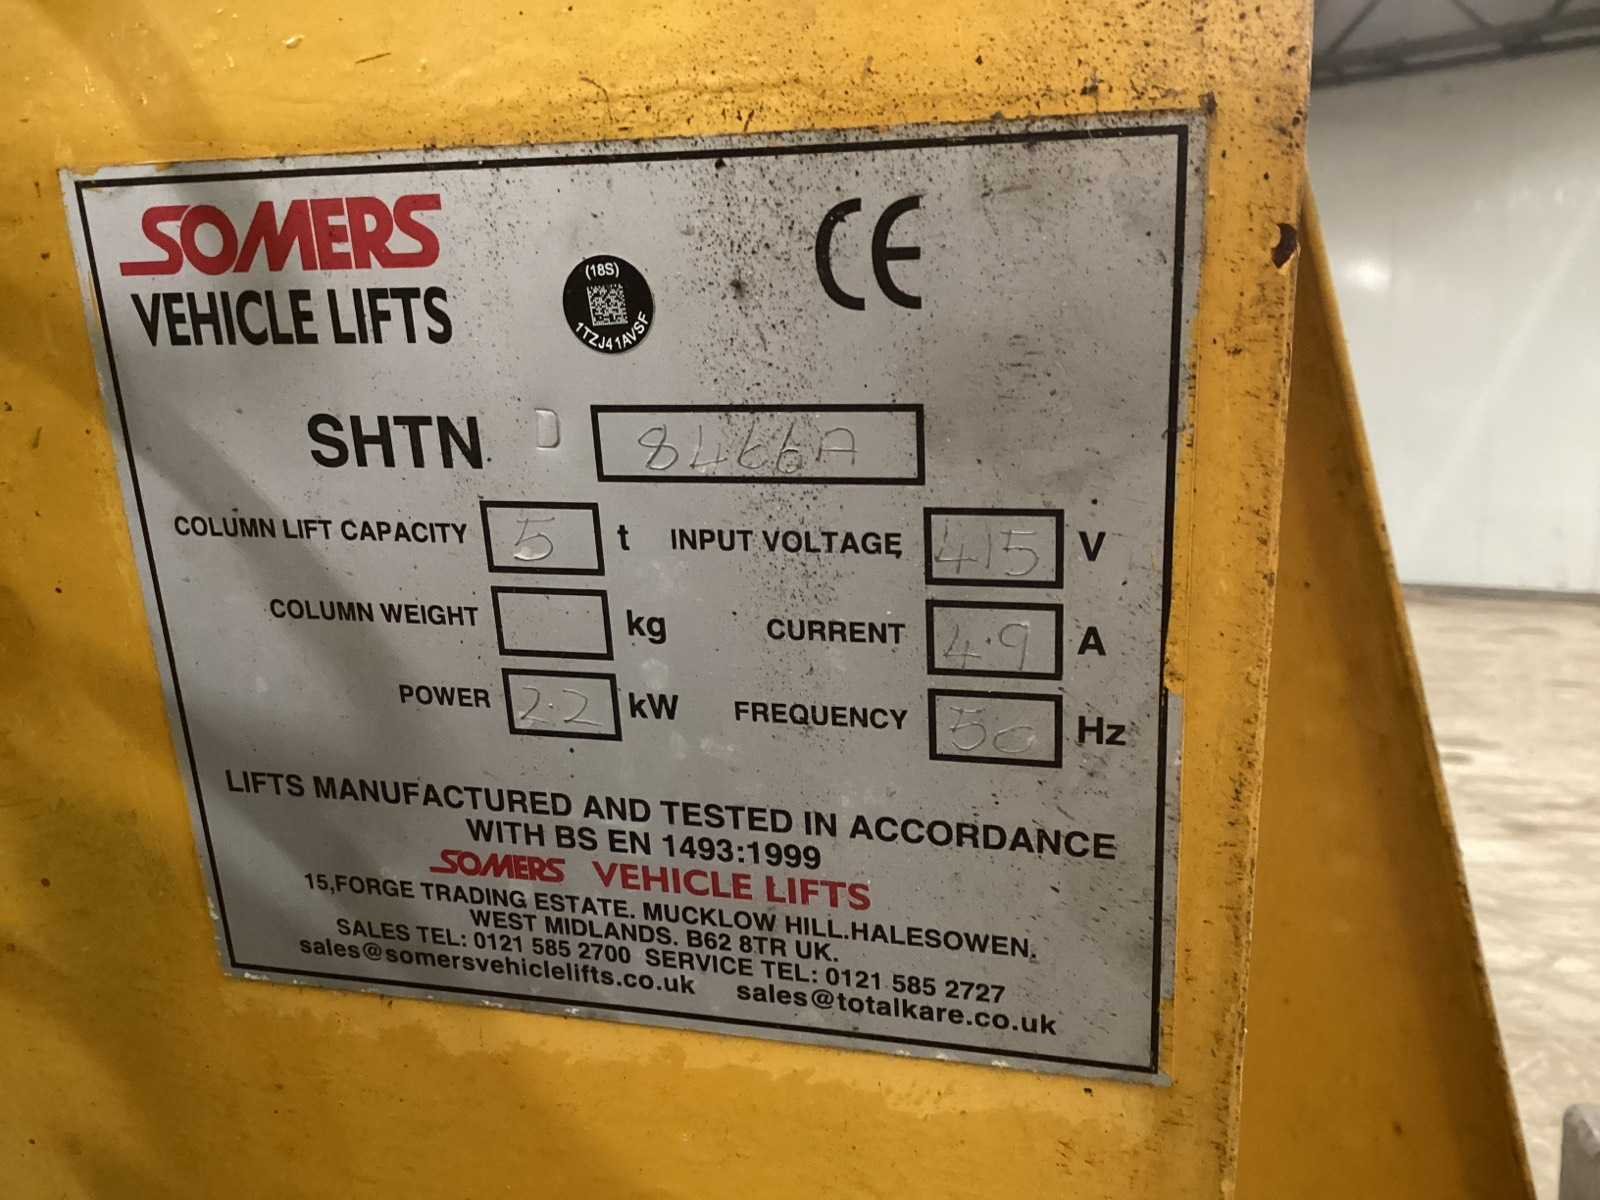 SOMERS
VEHICLE LIFTS
(18S)
1TZJ41AVSF
CE
SHTN D 8466A
COLUMN LIFT CAPACITY 5 t INPUT VOLTAGE 415 V
COLUMN WEIGHT kg CURRENT 4.9 A
POWER 2.2 kW FREQUENCY 50 Hz
LIFTS MANUFACTURED AND TESTED IN ACCORDANCE
WITH BS EN 1493:1999
SOMERS VEHICLE LIFTS
15,FORGE TRADING ESTATE. MUCKLOW HILL.HALESOWEN.
WEST MIDLANDS. B62 8TR UK.
SALES TEL: 0121 585 2700 SERVICE TEL: 0121 585 2727
sales@somersvehiclelifts.co.uk sales@totalkare.co.uk